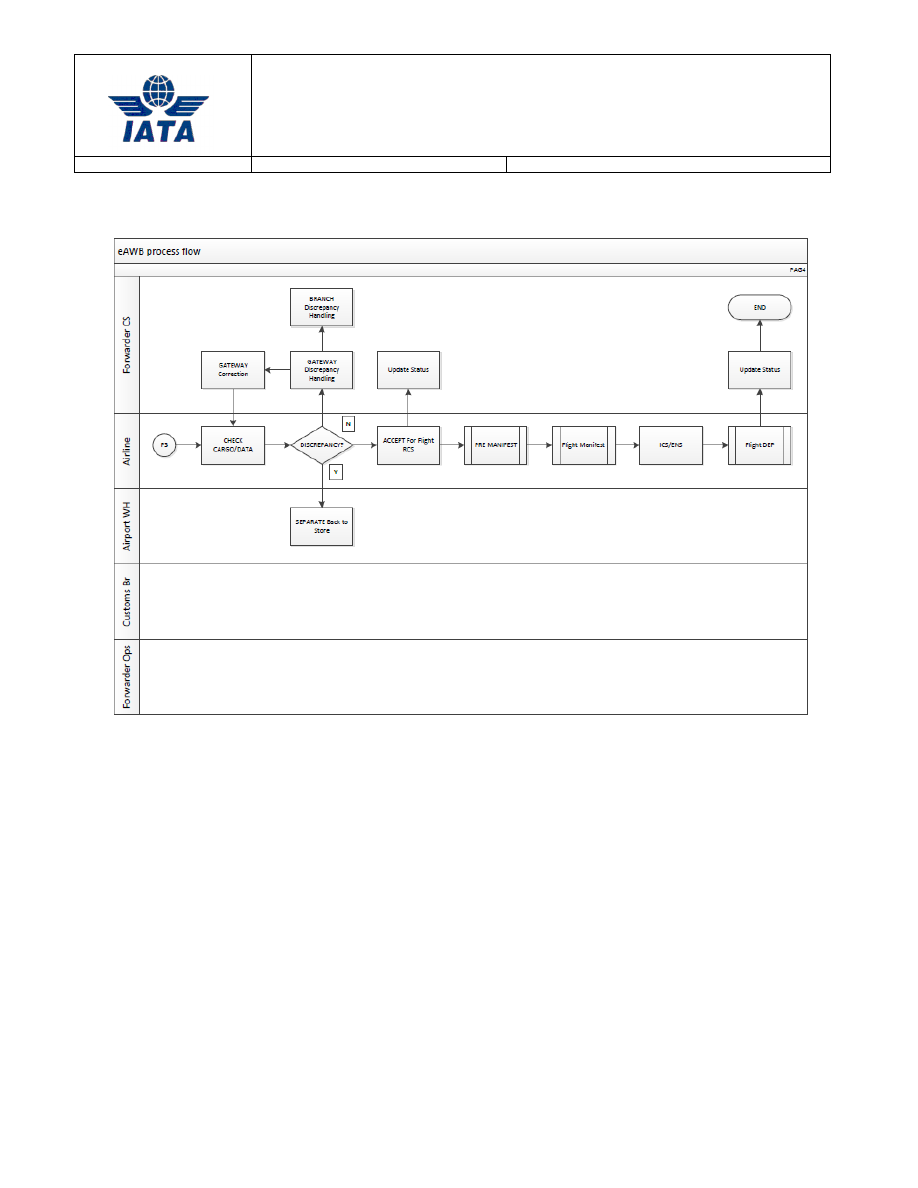 IATA
eAWB process flow
PAG4
Forwarder CS
BRANCH
Discrepancy
Handling
END
GATEWAY
Correction
GATEWAY
Discrepancy
Handling
Update Status
Update Status
Airline
N
P3
CHECK
CARGO/DATA
DISCREPANCY?
ACCEPT For Flight
RCS
PRE MANIFEST
Flight Manifest
ICS/ENS
Flight DEP
Y
Airport WH
SEPARATE Back to
Store
Customs Br
Forwarder Ops